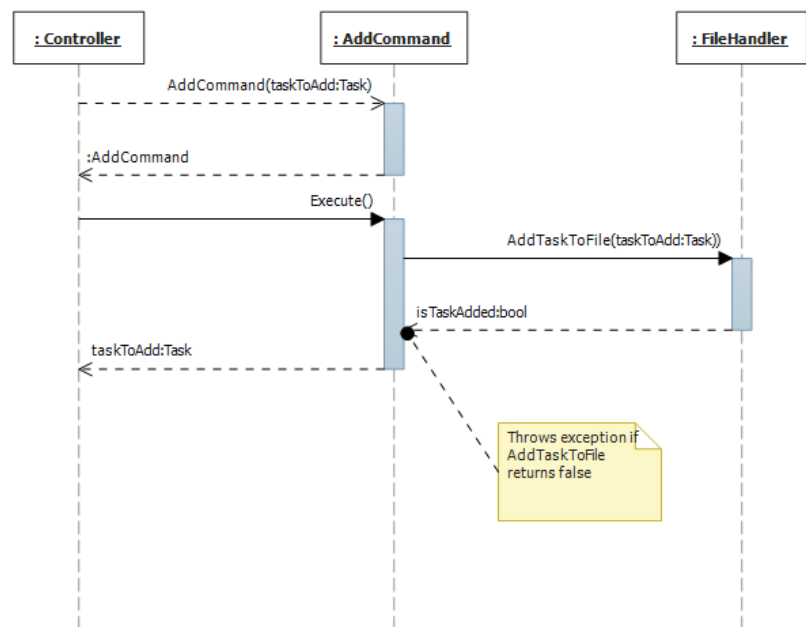 : Controller
: AddCommand
: FileHandler
AddCommand(taskToAdd:Task)
:AddCommand
Execute()
AddTaskToFile(taskToAdd:Task))
isTaskAdded:bool
taskToAdd:Task
Throws exception if
AddTaskToFile
returns false